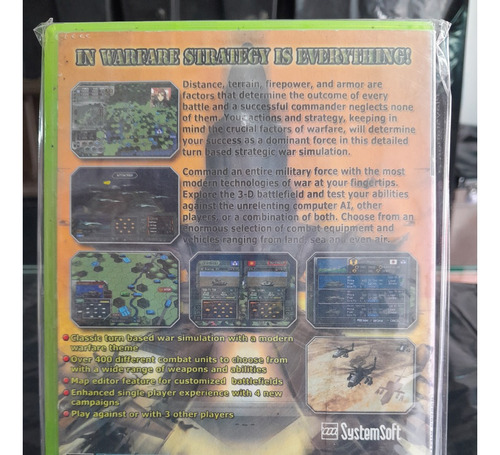 IN WARFARE STRATEGY IS EVERYTHING!
Distance, terrain, firepower, and armor are
factors that determine the outcome of every
battle and a successful commander neglects none
of them. Your actions and strategy, keeping in
mind the crucial factors of warfare, will determine
your success as a dominant force in this detailed
turn based strategic war simulation.
Command an entire military force with the most
modern technologies of war at your fingertips.
Explore the 3-D battlefield and test your abilities
against the unrelenting computer AI, other
players, or a combination of both. Choose from an
enormous selection of combat equipment and
vehicles ranging from land, sea and even air.
Classic turn based war simulation with a modern
warfare theme
Over 400 different combat units to choose from
with a wide range of weapons and abilities
Map editor feature for customized battlefields
Enhanced single player experience with 4 new
campaigns
Play against or with 3 other players
SystemSoft